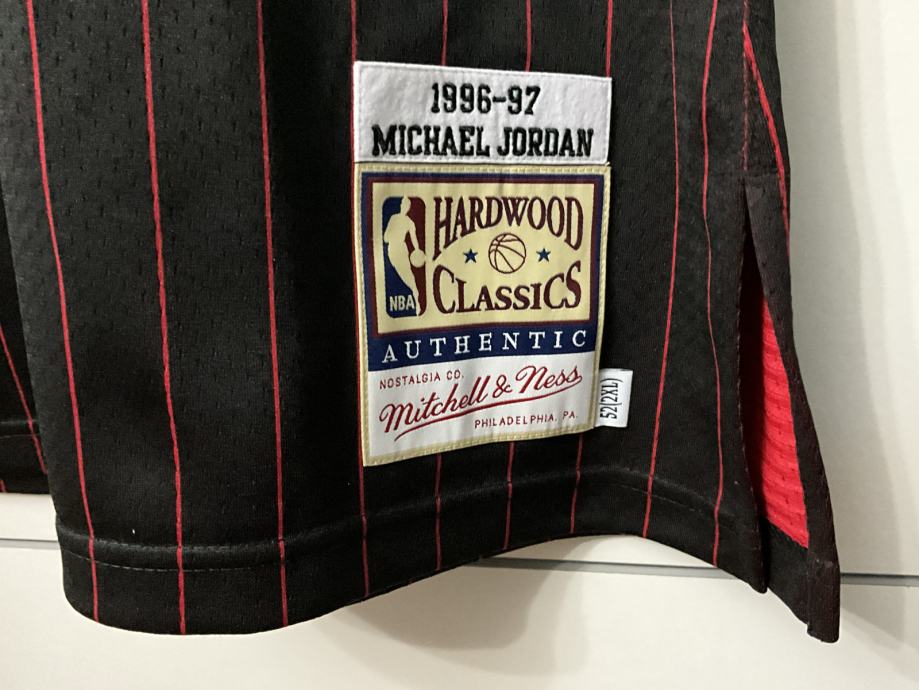 1996-97
MICHAEL JORDAN
HARDWOOD
CLASSICS
NBA
AUTHENTIC
NOSTALGIA CO.
Mitchell & Ness
PHILADELPHIA, PA.
52(2XL)